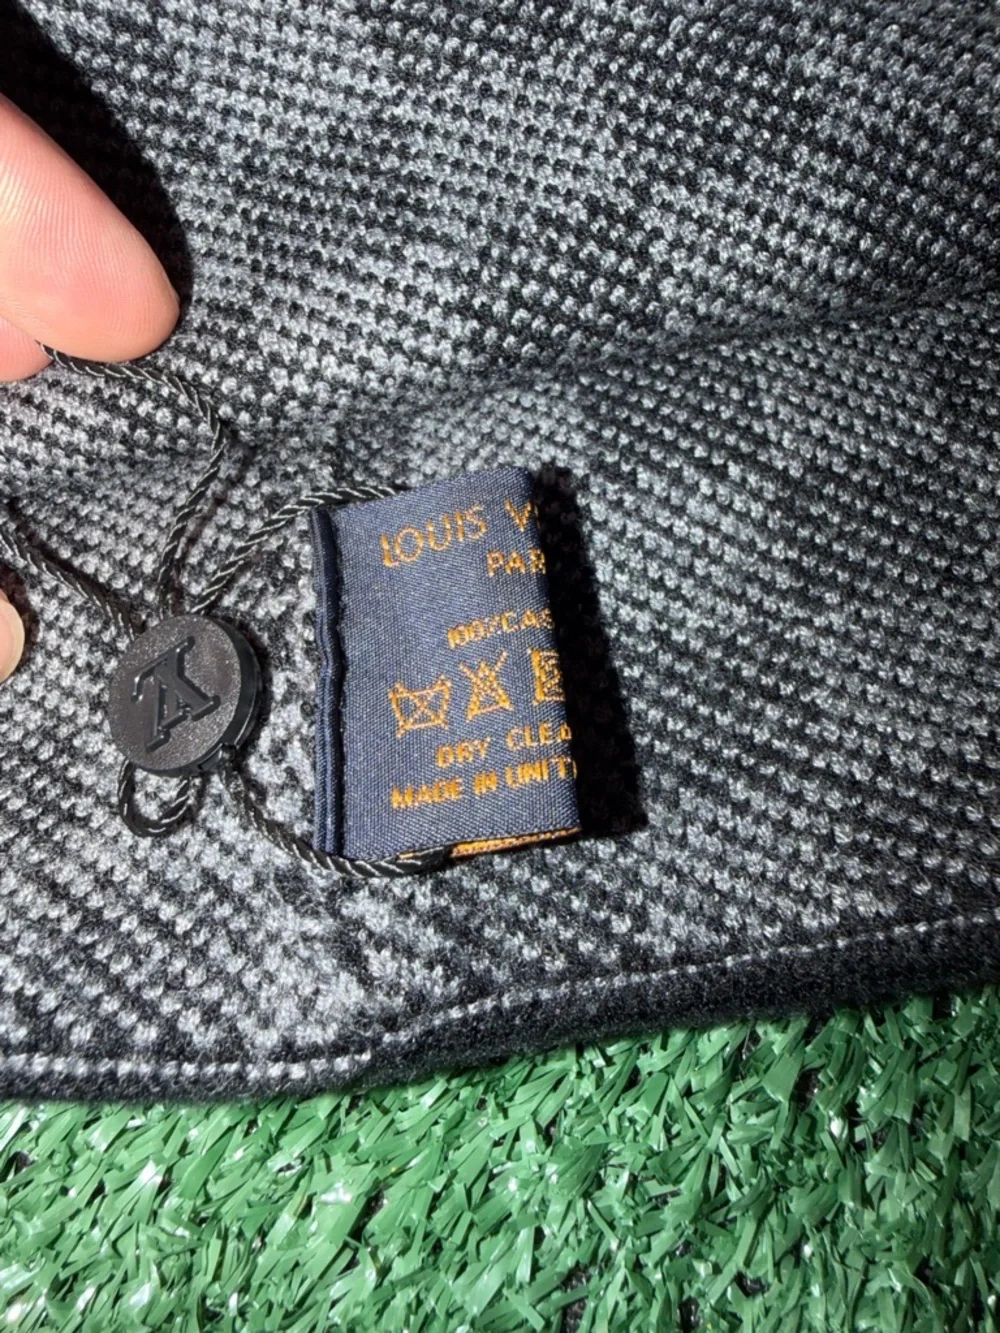 LOUIS V
PAR
100%CAS
DRY CLEA
MADE IN UNIT